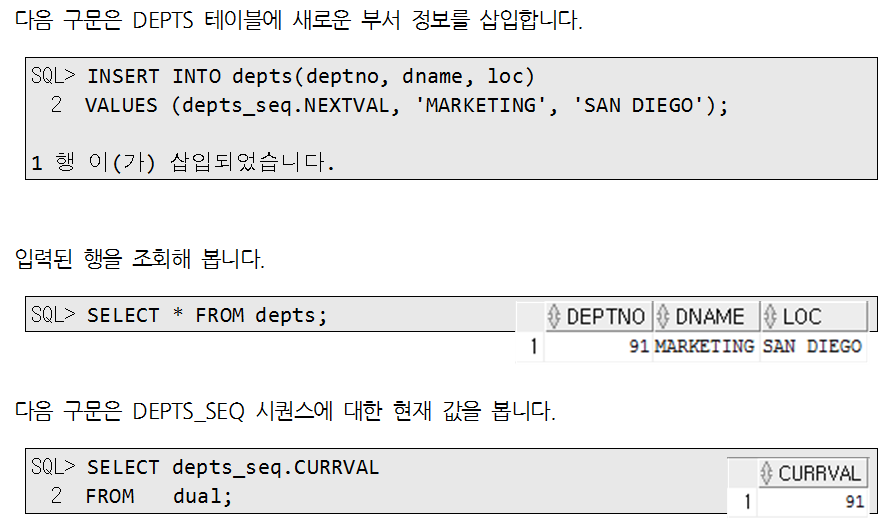 다음 구문은 DEPTS 테이블에 새로운 부서 정보를 삽입합니다.
SQL> INSERT INTO depts(deptno, dname, loc)
2 VALUES (depts_seq.NEXTVAL, 'MARKETING', 'SAN DIEGO');
1 행 이(가) 삽입되었습니다.
입력된 행을 조회해 봅니다.
SQL> SELECT * FROM depts;
DEPTNO DNAME LOC
1 91 MARKETING SAN DIEGO
다음 구문은 DEPTS_SEQ 시퀀스에 대한 현재 값을 봅니다.
SQL> SELECT depts_seq.CURRVAL
2 FROM dual;
CURRVAL
1 91